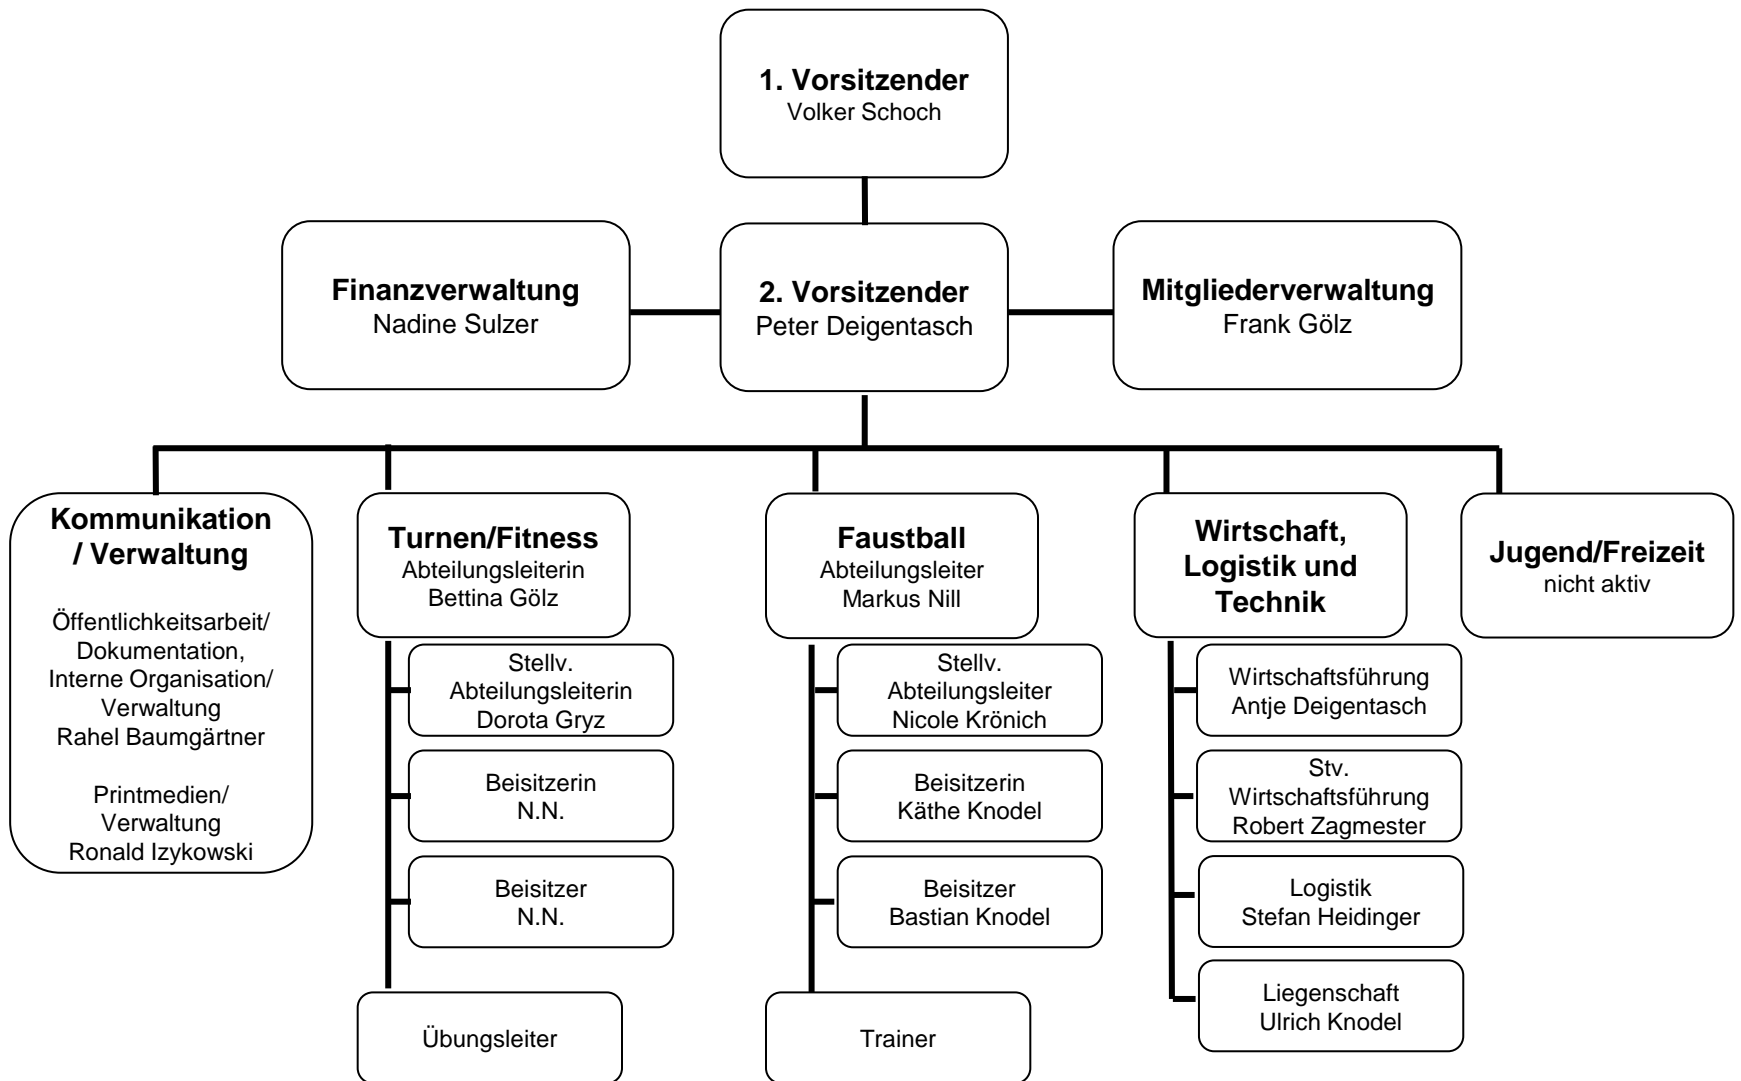 1. Vorsitzender
Volker Schoch
Finanzverwaltung
Nadine Sulzer
2. Vorsitzender
Peter Deigentasch
Mitgliederverwaltung
Frank Gölz
Kommunikation
/ Verwaltung
Öffentlichkeitsarbeit/
Dokumentation,
Interne Organisation/
Verwaltung
Rahel Baumgärtner
Printmedien/
Verwaltung
Ronald Izykowski
Turnen/Fitness
Abteilungsleiterin
Bettina Gölz
Stellv.
Abteilungsleiterin
Dorota Gryz
Beisitzerin
N.N.
Beisitzer
N.N.
Übungsleiter
Faustball
Abteilungsleiter
Markus Nill
Stellv.
Abteilungsleiter
Nicole Krönich
Beisitzerin
Käthe Knodel
Beisitzer
Bastian Knodel
Trainer
Wirtschaft,
Logistik und
Technik
Wirtschaftsführung
Antje Deigentasch
Stv.
Wirtschaftsführung
Robert Zagmester
Logistik
Stefan Heidinger
Liegenschaft
Ulrich Knodel
Jugend/Freizeit
nicht aktiv